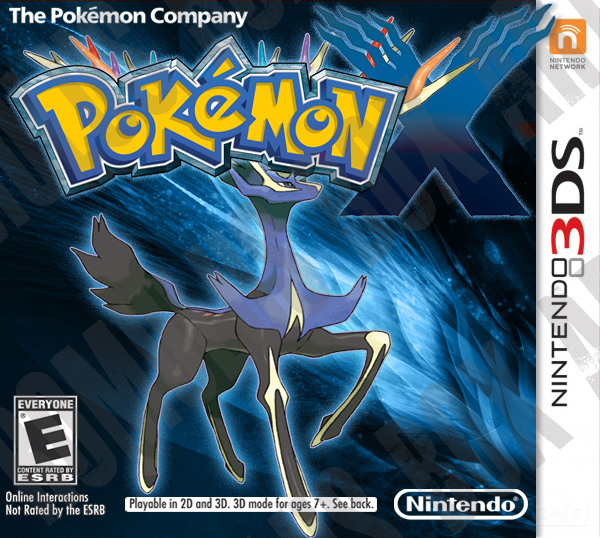 The Pokémon Company
POKéMON
X
NINTENDO
NETWORK
NINTENDO 3DS™
EVERYONE
E
CONTENT RATED BY
ESRB
Online Interactions
Not Rated by the ESRB
Playable in 2D and 3D. 3D mode for ages 7+. See back.
Nintendo®